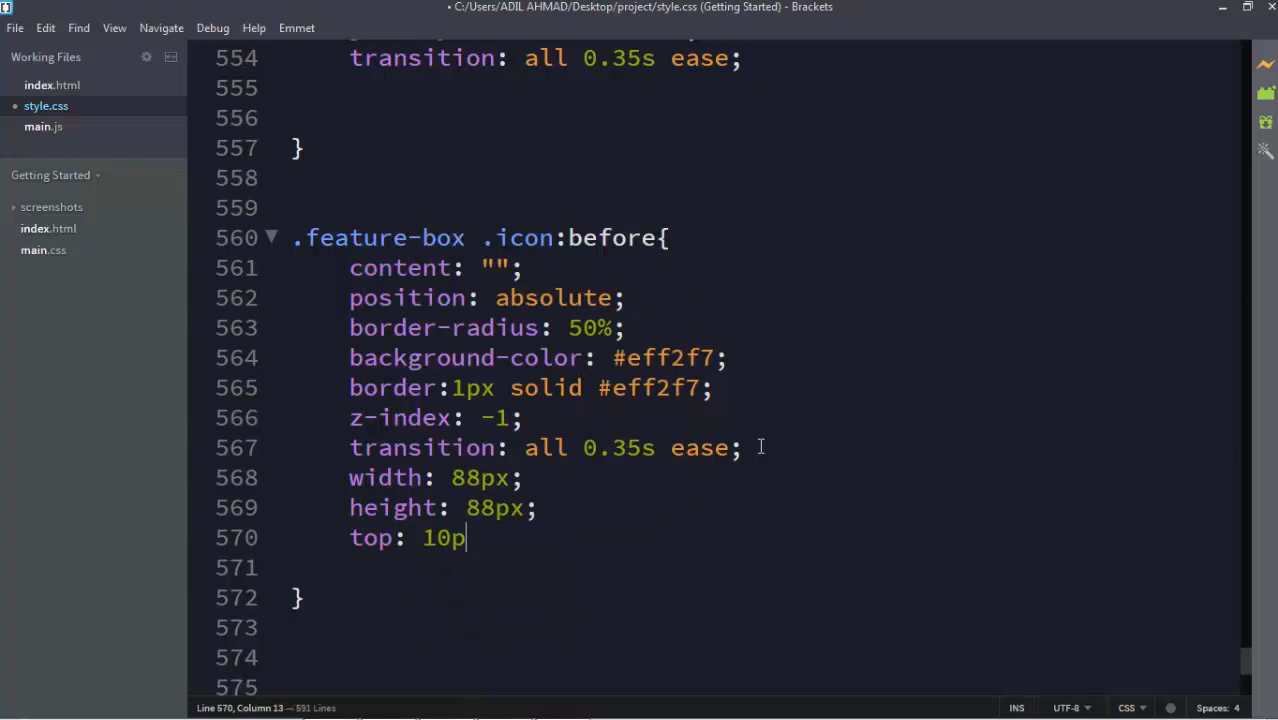 C:/Users/ADIL AHMAD/Desktop/project/style.css (Getting Started) - Brackets
File Edit Find View Navigate Debug Help Emmet
Working Files
index.html
style.css
main.js
Getting Started
screenshots
index.html
main.css
554 transition: all 0.35s ease;
555
556
557 }
558
559
560 .feature-box .icon:before{
561 content: "";
562 position: absolute;
563 border-radius: 50%;
564 background-color: #eff2f7;
565 border:1px solid #eff2f7;
566 z-index: -1;
567 transition: all 0.35s ease;
568 width: 88px;
569 height: 88px;
570 top: 10p
571
572 }
573
574
575
Line 570, Column 13 — 591 Lines
INS UTF-8 CSS Spaces: 4